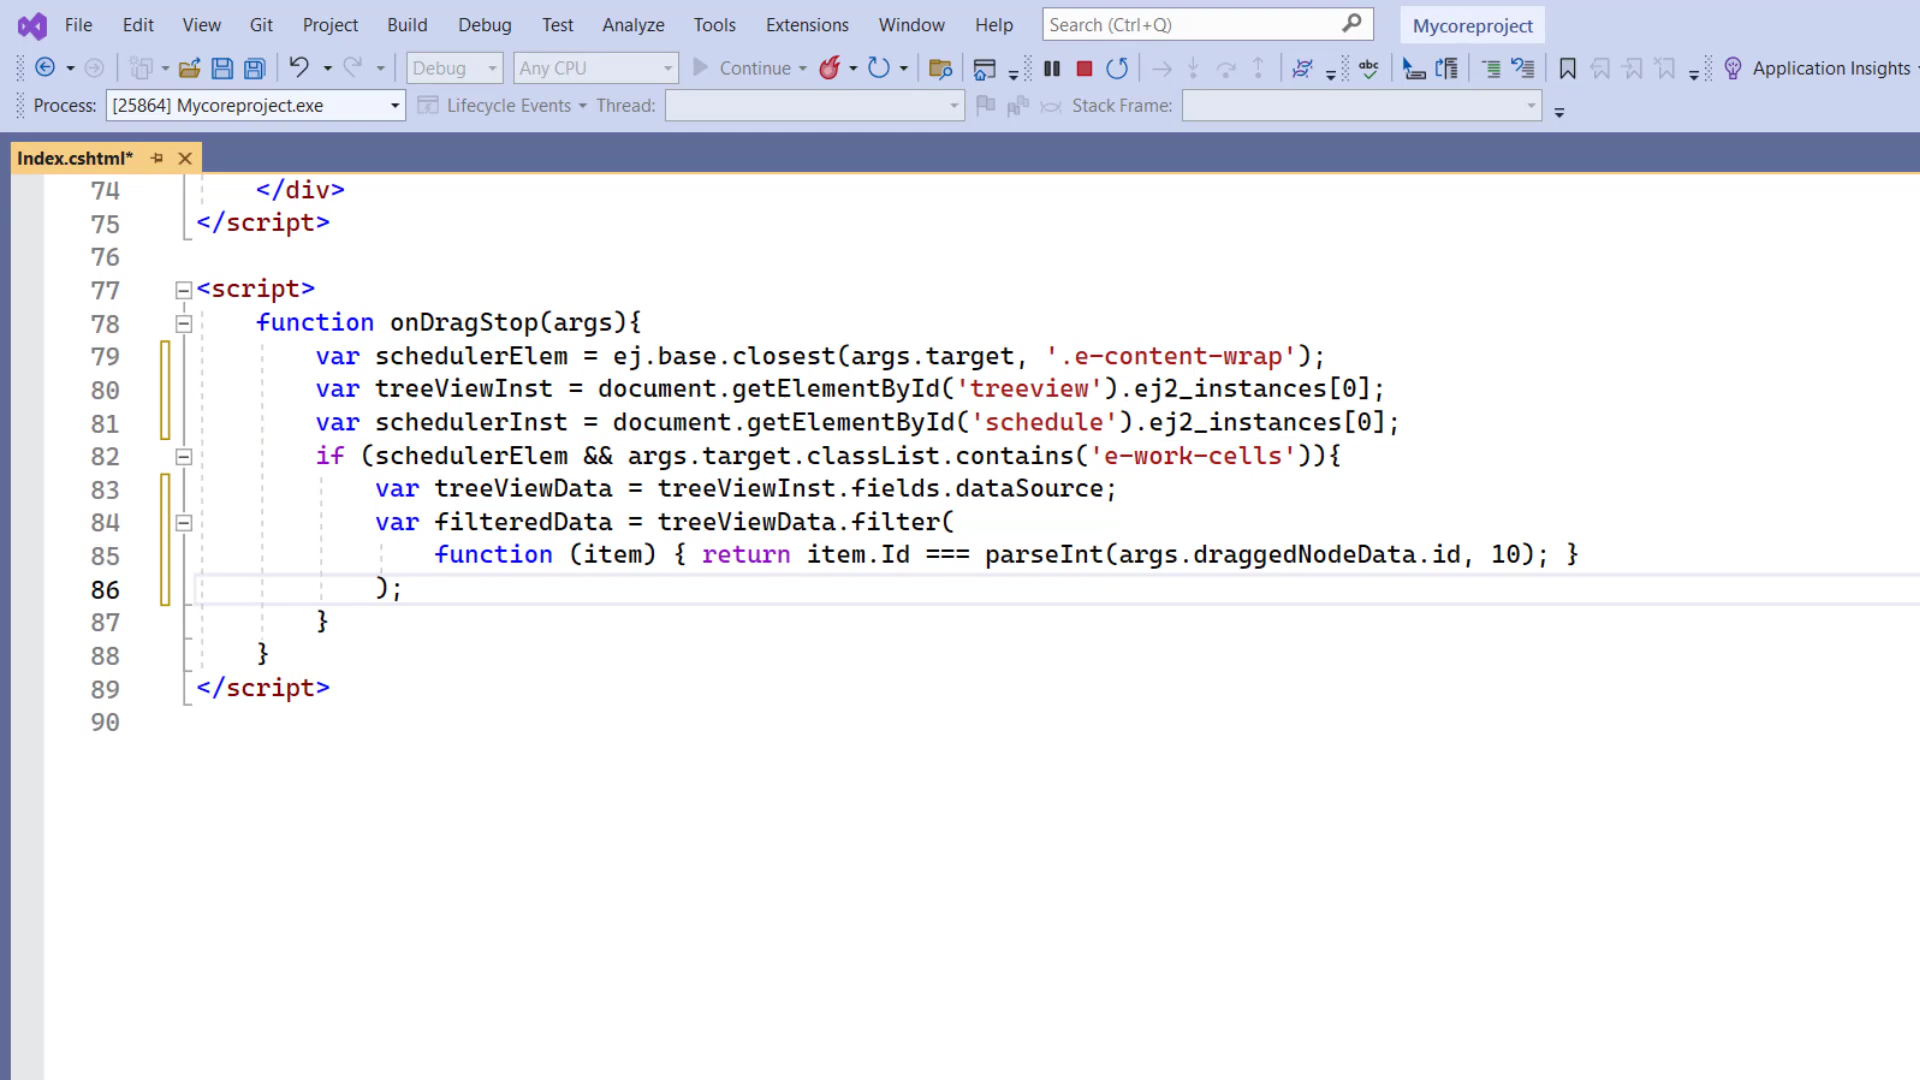 File Edit View Git Project Build Debug Test Analyze Tools Extensions Window Help Search (Ctrl+Q) Mycoreproject
Debug Any CPU Continue abc Application Insights
Process: [25864] Mycoreproject.exe Lifecycle Events Thread: Stack Frame:
Index.cshtml*
74 </div>
75 </script>
76
77 <script>
78 function onDragStop(args){
79 var schedulerElem = ej.base.closest(args.target, '.e-content-wrap');
80 var treeViewInst = document.getElementById('treeview').ej2_instances[0];
81 var schedulerInst = document.getElementById('schedule').ej2_instances[0];
82 if (schedulerElem && args.target.classList.contains('e-work-cells')){
83 var treeViewData = treeViewInst.fields.dataSource;
84 var filteredData = treeViewData.filter(
85 function (item) { return item.Id === parseInt(args.draggedNodeData.id, 10); }
86 );
87 }
88 }
89 </script>
90